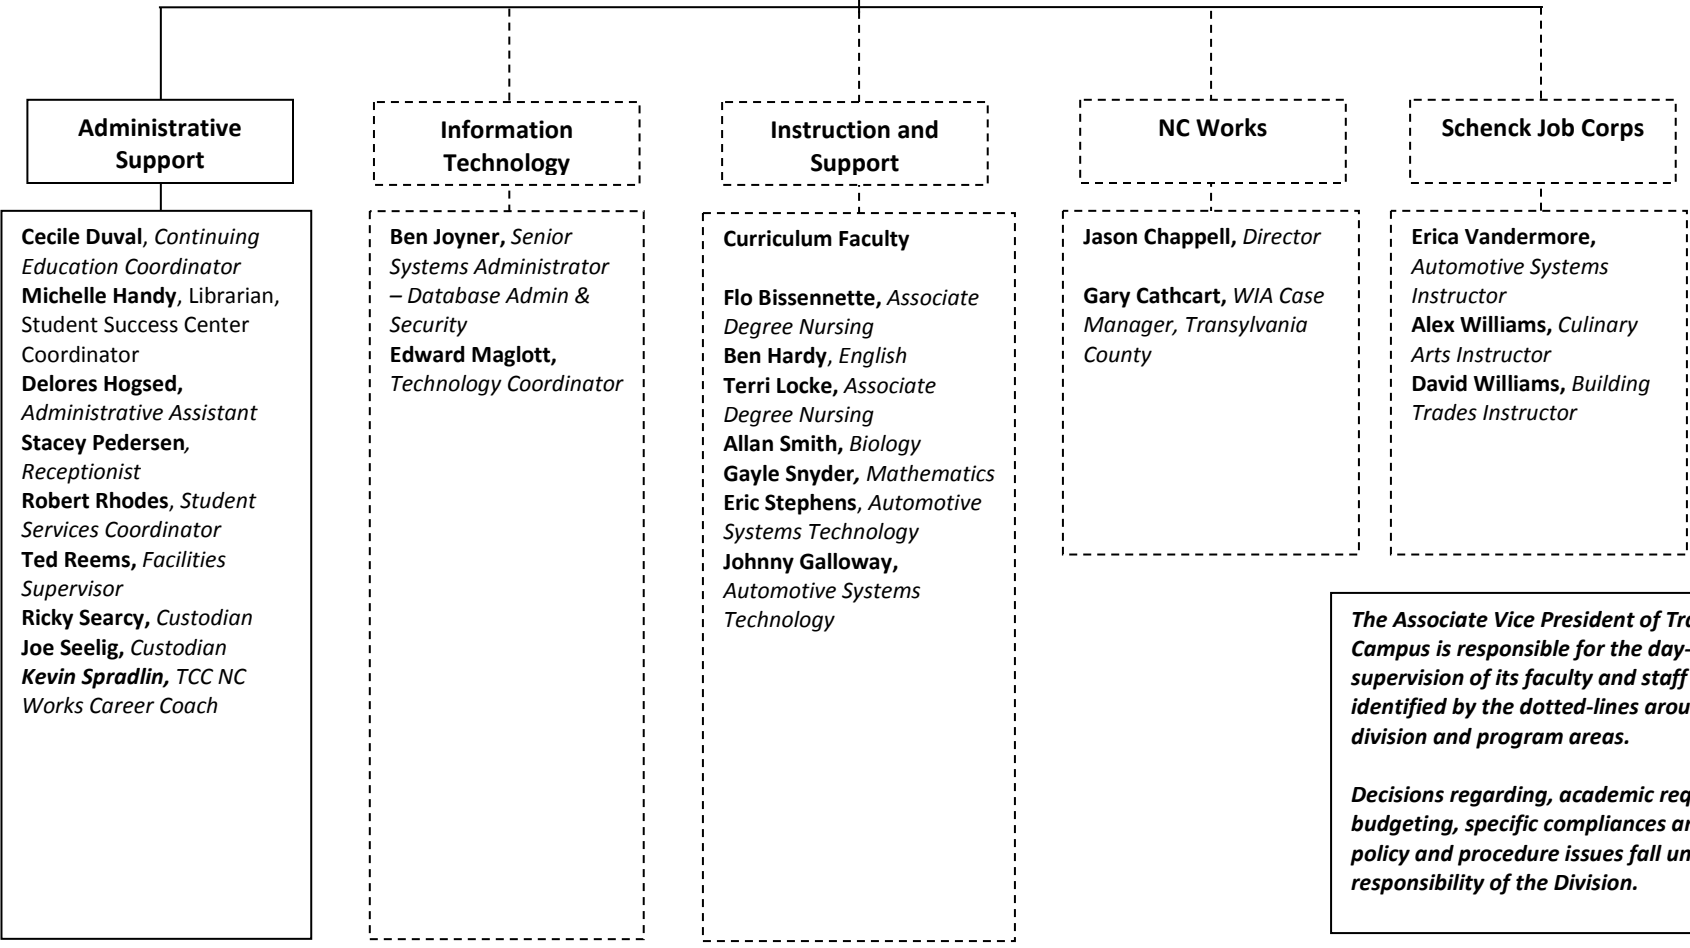 Administrative
Support
Information
Technology
Instruction and
Support
NC Works
Schenck Job Corps
Cecile Duval, Continuing
Education Coordinator
Michelle Handy, Librarian,
Student Success Center
Coordinator
Delores Hogsed,
Administrative Assistant
Stacey Pedersen,
Receptionist
Robert Rhodes, Student
Services Coordinator
Ted Reems, Facilities
Supervisor
Ricky Searcy, Custodian
Joe Seelig, Custodian
Kevin Spradlin, TCC NC
Works Career Coach
Ben Joyner, Senior
Systems Administrator
– Database Admin &
Security
Edward Maglott,
Technology Coordinator
Curriculum Faculty
Flo Bissennette, Associate
Degree Nursing
Ben Hardy, English
Terri Locke, Associate
Degree Nursing
Allan Smith, Biology
Gayle Snyder, Mathematics
Eric Stephens, Automotive
Systems Technology
Johnny Galloway,
Automotive Systems
Technology
Jason Chappell, Director
Gary Cathcart, WIA Case
Manager, Transylvania
County
Erica Vandermore,
Automotive Systems
Instructor
Alex Williams, Culinary
Arts Instructor
David Williams, Building
Trades Instructor
The Associate Vice President of
Campus is responsible for the day-
supervision of its faculty and staff
identified by the dotted-lines
division and program areas.
Decisions regarding, academic
budgeting, specific compliances
policy and procedure issues fall
responsibility of the Division.